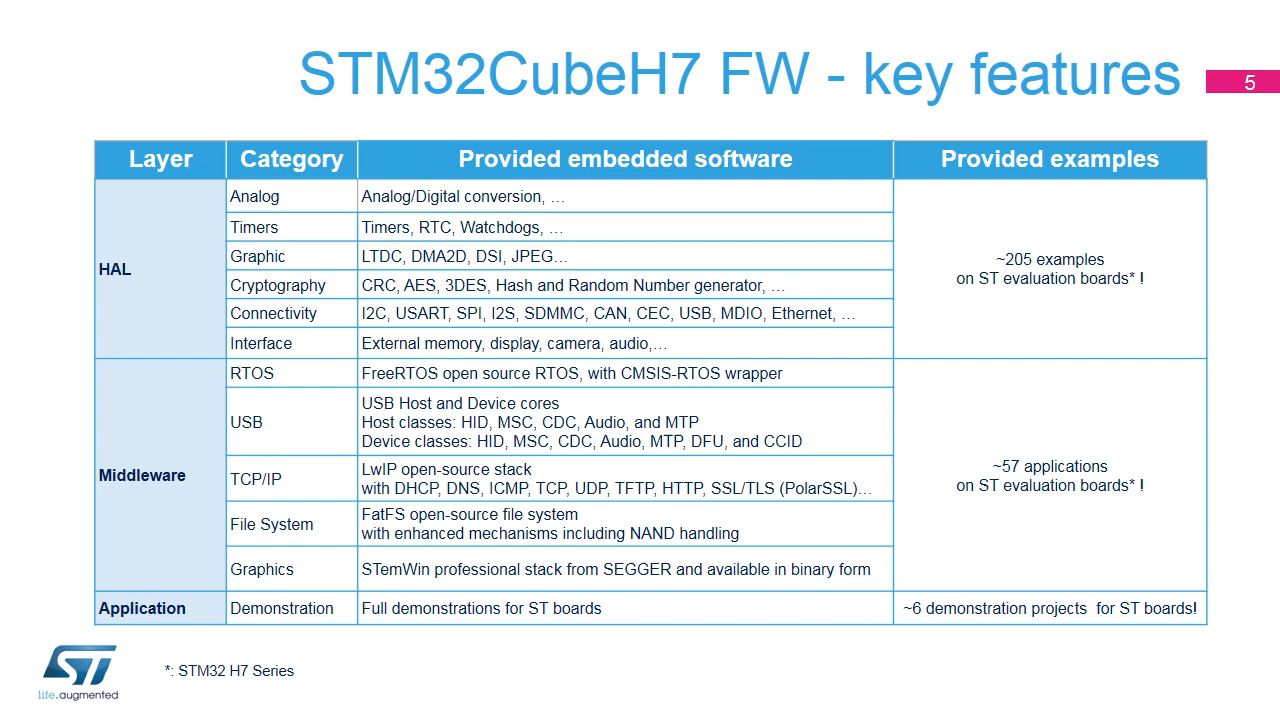 STM32CubeH7 FW - key features
5
Layer
Category
Provided embedded software
Provided examples
HAL
Analog
Analog/Digital conversion, …
~205 examples
on ST evaluation boards* !
Timers
Timers, RTC, Watchdogs, …
Graphic
LTDC, DMA2D, DSI, JPEG…
Cryptography
CRC, AES, 3DES, Hash and Random Number generator, …
Connectivity
I2C, USART, SPI, I2S, SDMMC, CAN, CEC, USB, MDIO, Ethernet, …
Interface
External memory, display, camera, audio,…
Middleware
RTOS
FreeRTOS open source RTOS, with CMSIS-RTOS wrapper
~57 applications
on ST evaluation boards* !
USB
USB Host and Device cores
Host classes: HID, MSC, CDC, Audio, and MTP
Device classes: HID, MSC, CDC, Audio, MTP, DFU, and CCID
TCP/IP
LwIP open-source stack
with DHCP, DNS, ICMP, TCP, UDP, TFTP, HTTP, SSL/TLS (PolarSSL)…
File System
FatFS open-source file system
with enhanced mechanisms including NAND handling
Graphics
STemWin professional stack from SEGGER and available in binary form
Application
Demonstration
Full demonstrations for ST boards
~6 demonstration projects for ST boards!
ST
life.augmented
*: STM32 H7 Series